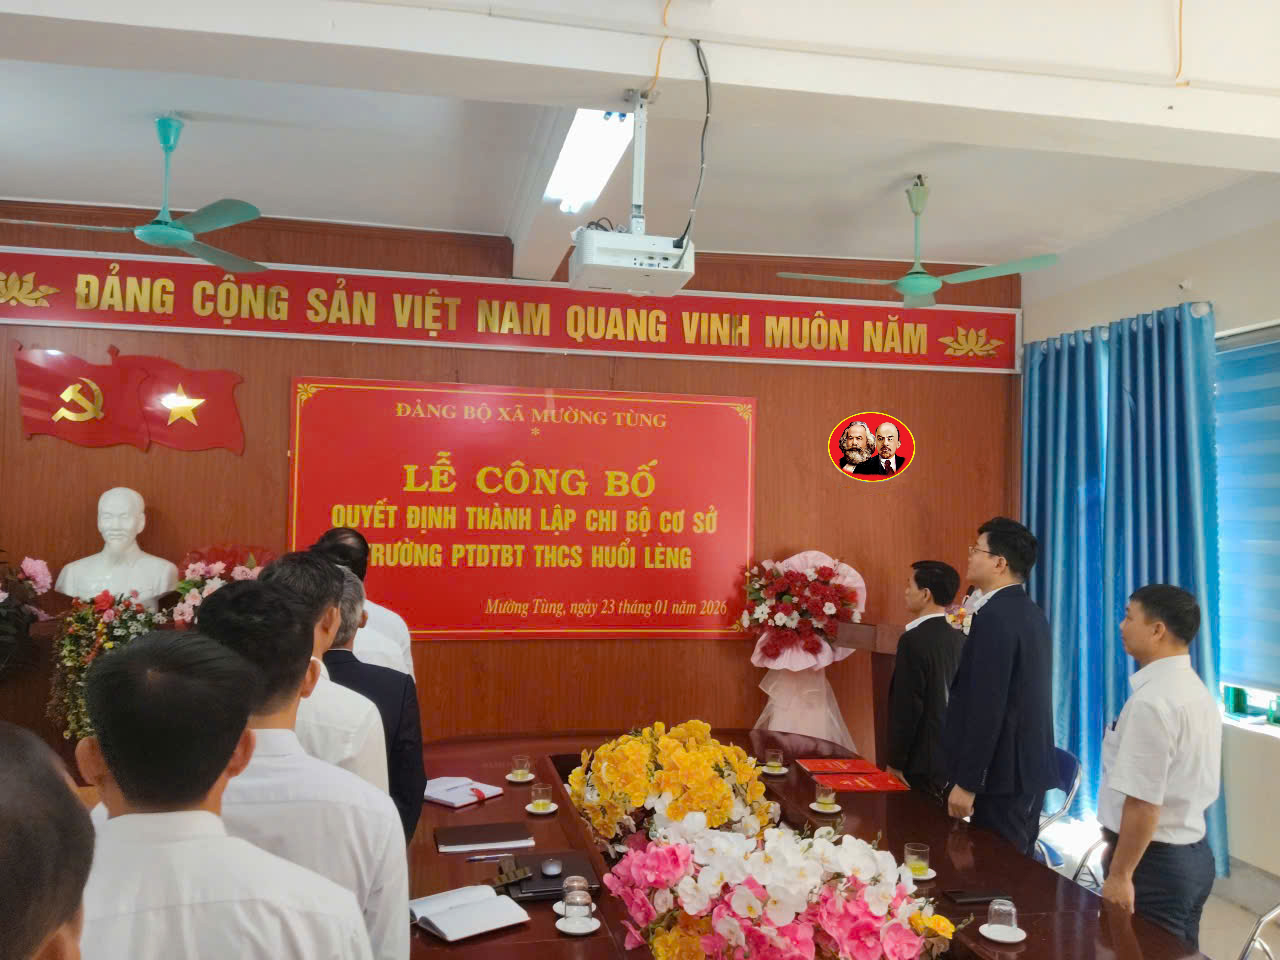 ĐẢNG CỘNG SẢN VIỆT NAM QUANG VINH MUÔN NĂM
ĐẢNG BỘ XÃ MƯỜNG TÙNG
*
LỄ CÔNG BỐ
QUYẾT ĐỊNH THÀNH LẬP CHI BỘ CƠ SỞ
TRƯỜNG PTDTBT THCS HUỔI LÈNG
Mường Tùng, ngày 23 tháng 01 năm 2026